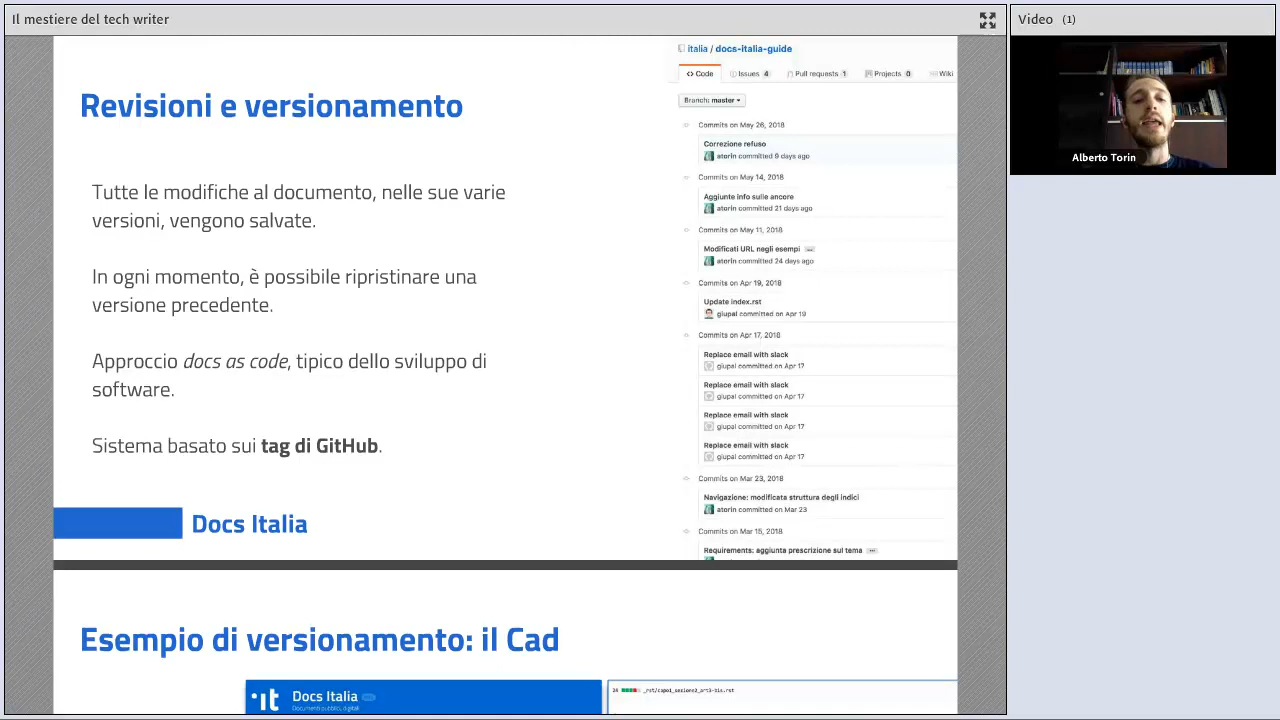 Il mestiere del tech writer
Video (1)
Alberto Torin
Revisioni e versionamento
Tutte le modifiche al documento, nelle sue varie
versioni, vengono salvate.
In ogni momento, è possibile ripristinare una
versione precedente.
Approccio docs as code, tipico dello sviluppo di
software.
Sistema basato sui tag di GitHub.
Docs Italia
italia / docs-italia-guide
Code Issues 4 Pull requests 1 Projects 0 Wiki
Branch: master
Commits on May 26, 2018
Correzione refuso
atorin committed 9 days ago
Commits on May 14, 2018
Aggiunte info sulle ancore
atorin committed 21 days ago
Commits on May 11, 2018
Modificati URL negli esempi
atorin committed 24 days ago
Commits on Apr 19, 2018
Update index.rst
giupal committed on Apr 19
Commits on Apr 17, 2018
Replace email with slack
giupal committed on Apr 17
Replace email with slack
giupal committed on Apr 17
Replace email with slack
giupal committed on Apr 17
Replace email with slack
giupal committed on Apr 17
Commits on Mar 23, 2018
Navigazione: modificata struttura degli indici
atorin committed on Mar 23
Commits on Mar 15, 2018
Requirements: aggiunta prescrizione sul tema
Esempio di versionamento: il Cad
.it Docs Italia
Documenti pubblici, digitali